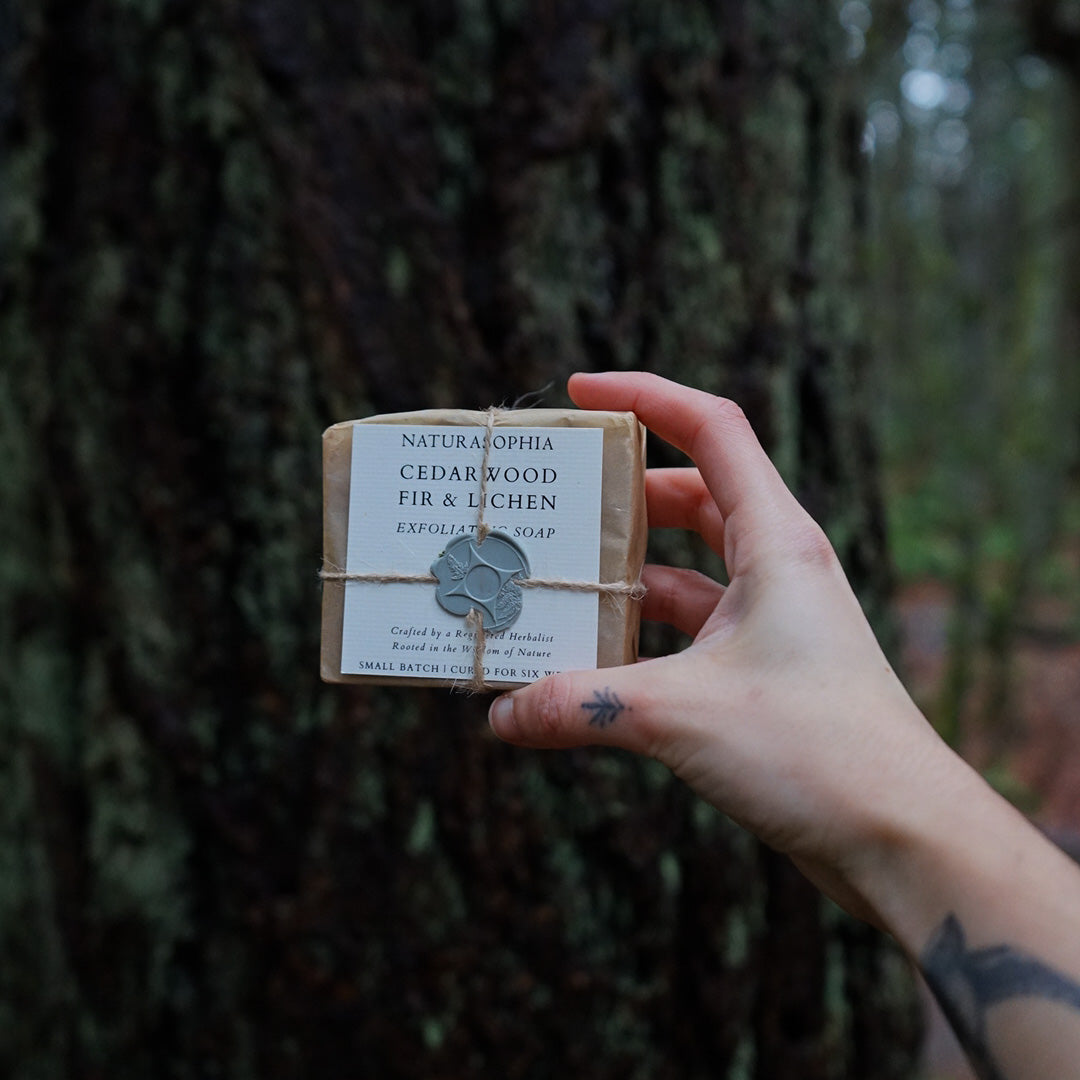 NATURASOPHIA
CEDARWOOD
FIR & LICHEN
EXFOLIATING SOAP
Crafted by a Registered Herbalist
Rooted in the Wisdom of Nature
SMALL BATCH | CURED FOR SIX